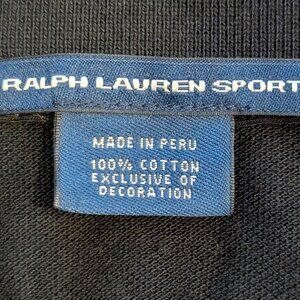 RALPH LAUREN SPORT
MADE IN PERU
100% COTTON
EXCLUSIVE OF
DECORATION